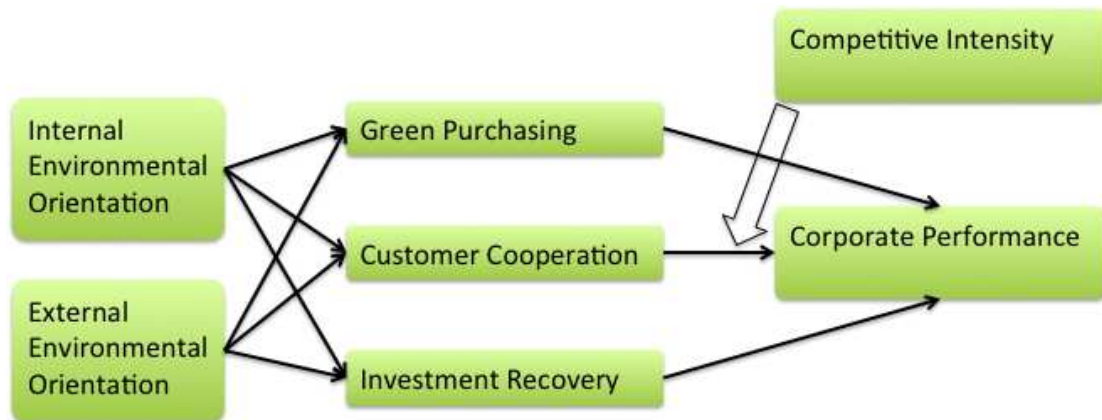 Competitive Intensity
Internal
Environmental
Orientation
Green Purchasing
Customer Cooperation
Corporate Performance
External
Environmental
Orientation
Investment Recovery